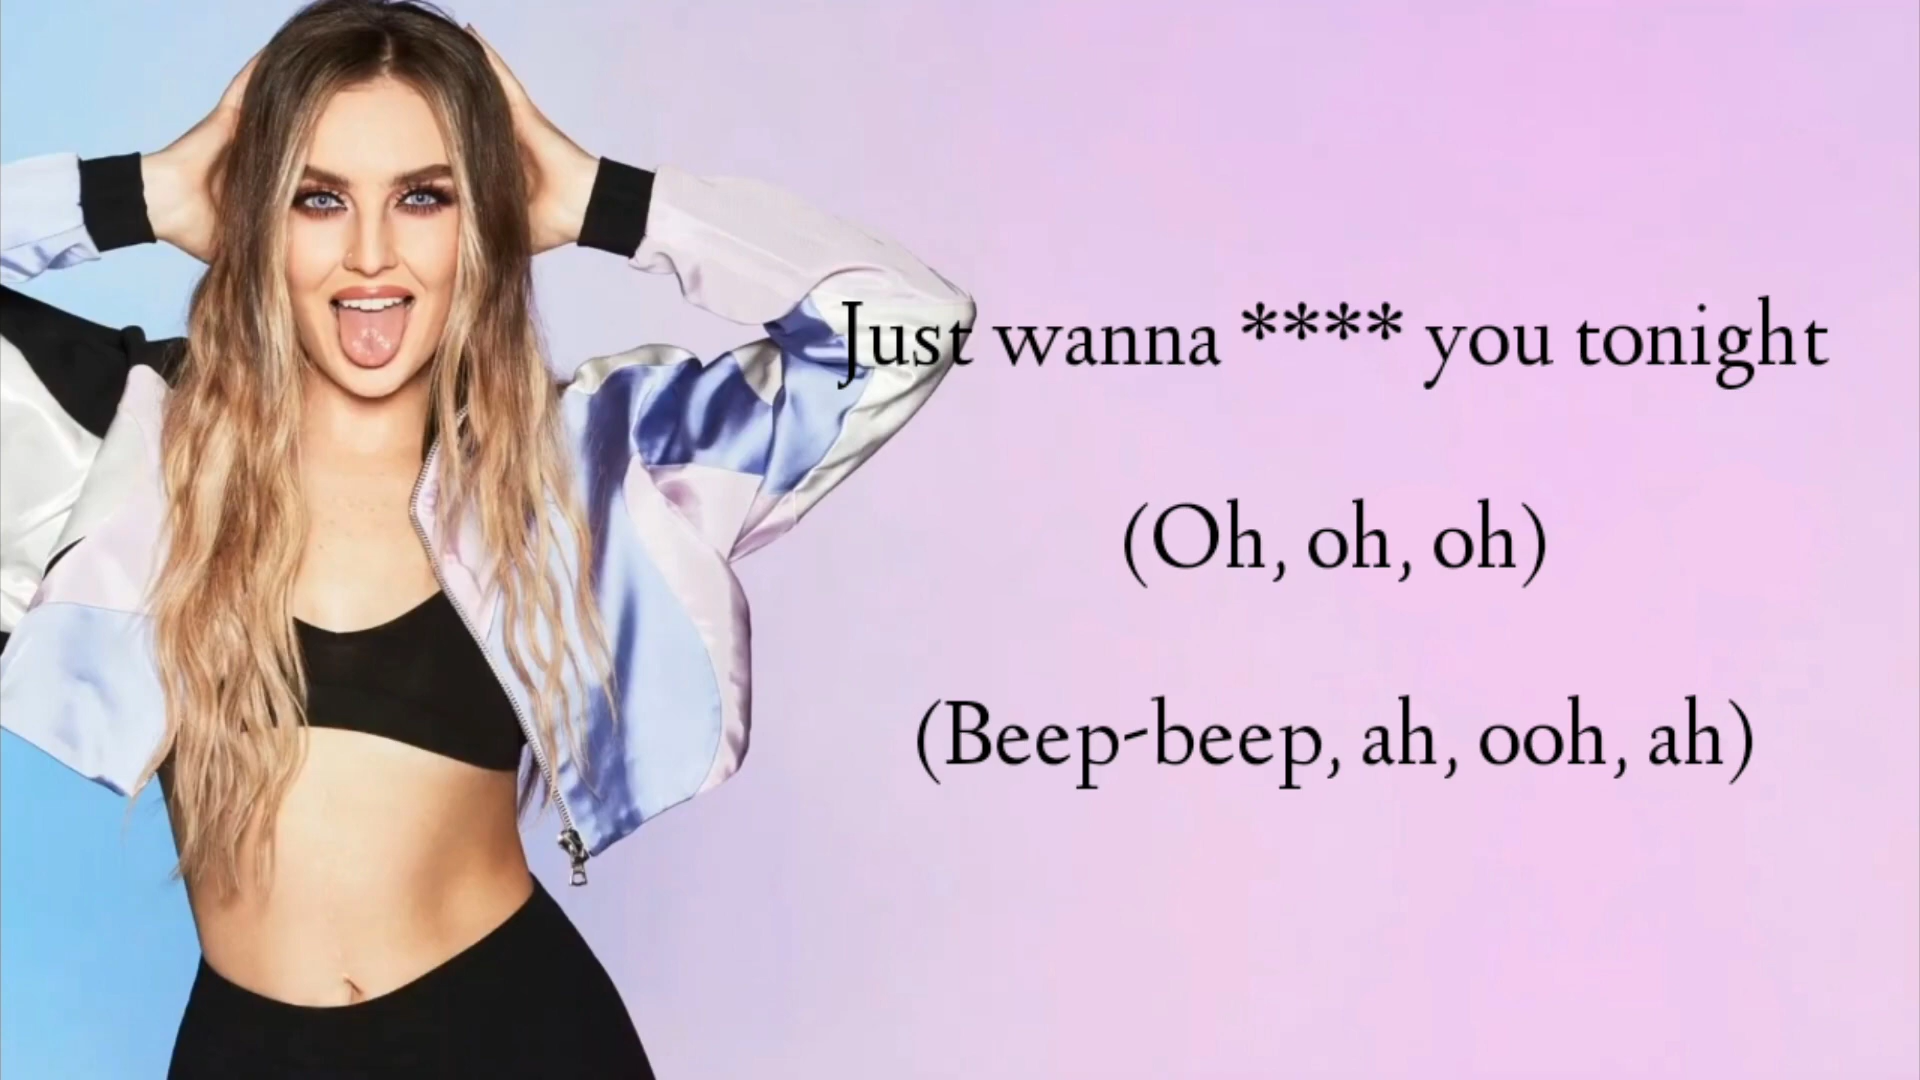 Just wanna **** you tonight
(Oh, oh, oh)
(Beep-beep, ah, ooh, ah)